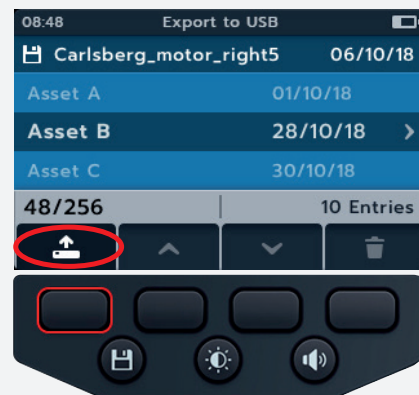 08:48 Export to USB
Carlsberg_motor_right5 06/10/18
Asset A 01/10/18
Asset B 28/10/18 >
Asset C 30/10/18
48/256 10 Entries